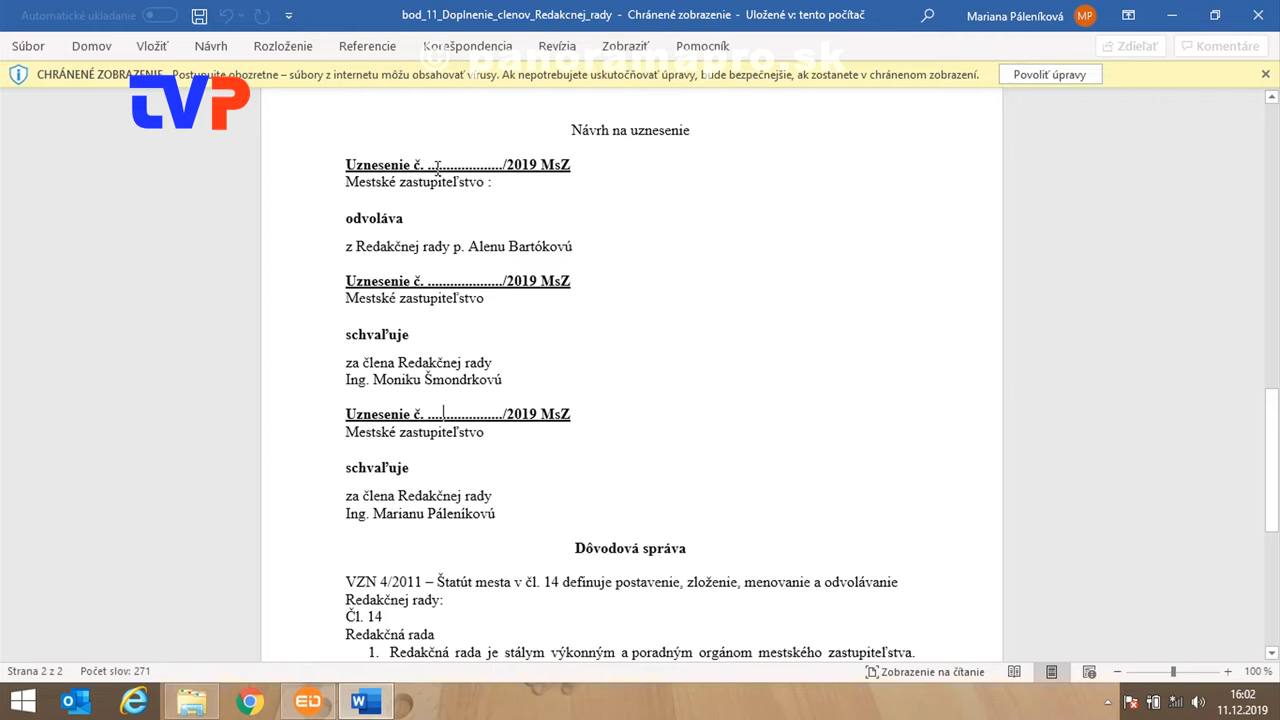 Automatické ukladanie
bod_11_Doplnenie_clenov_Redakcnej_rady - Chránené zobrazenie - Uložené v: tento počítač
Mariana Páleníková MP
Súbor Domov Vložiť Návrh Rozloženie Referencie Korešpondencia Revízia Zobraziť Pomocník Zdieľať Komentáre
© panoramapro.sk
CHRÁNENÉ ZOBRAZENIE Postupujte obozretne – súbory z internetu môžu obsahovať vírusy. Ak nepotrebujete uskutočňovať úpravy, bude bezpečnejšie, ak zostanete v chránenom zobrazení. Povoliť úpravy
tVP
Návrh na uznesenie
Uznesenie č. ..................../2019 MsZ
Mestské zastupiteľstvo :
odvoláva
z Redakčnej rady p. Alenu Bartókovú
Uznesenie č. ..................../2019 MsZ
Mestské zastupiteľstvo
schvaľuje
za člena Redakčnej rady
Ing. Moniku Šmondrkovú
Uznesenie č. ..................../2019 MsZ
Mestské zastupiteľstvo
schvaľuje
za člena Redakčnej rady
Ing. Marianu Páleníkovú
Dôvodová správa
VZN 4/2011 – Štatút mesta v čl. 14 definuje postavenie, zloženie, menovanie a odvolávanie
Redakčnej rady:
Čl. 14
Redakčná rada
1. Redakčná rada je stálym výkonným a poradným orgánom mestského zastupiteľstva.
Strana 2 z 2 Počet slov: 271 Zobrazenie na čítanie 100 %
16:02
11.12.2019